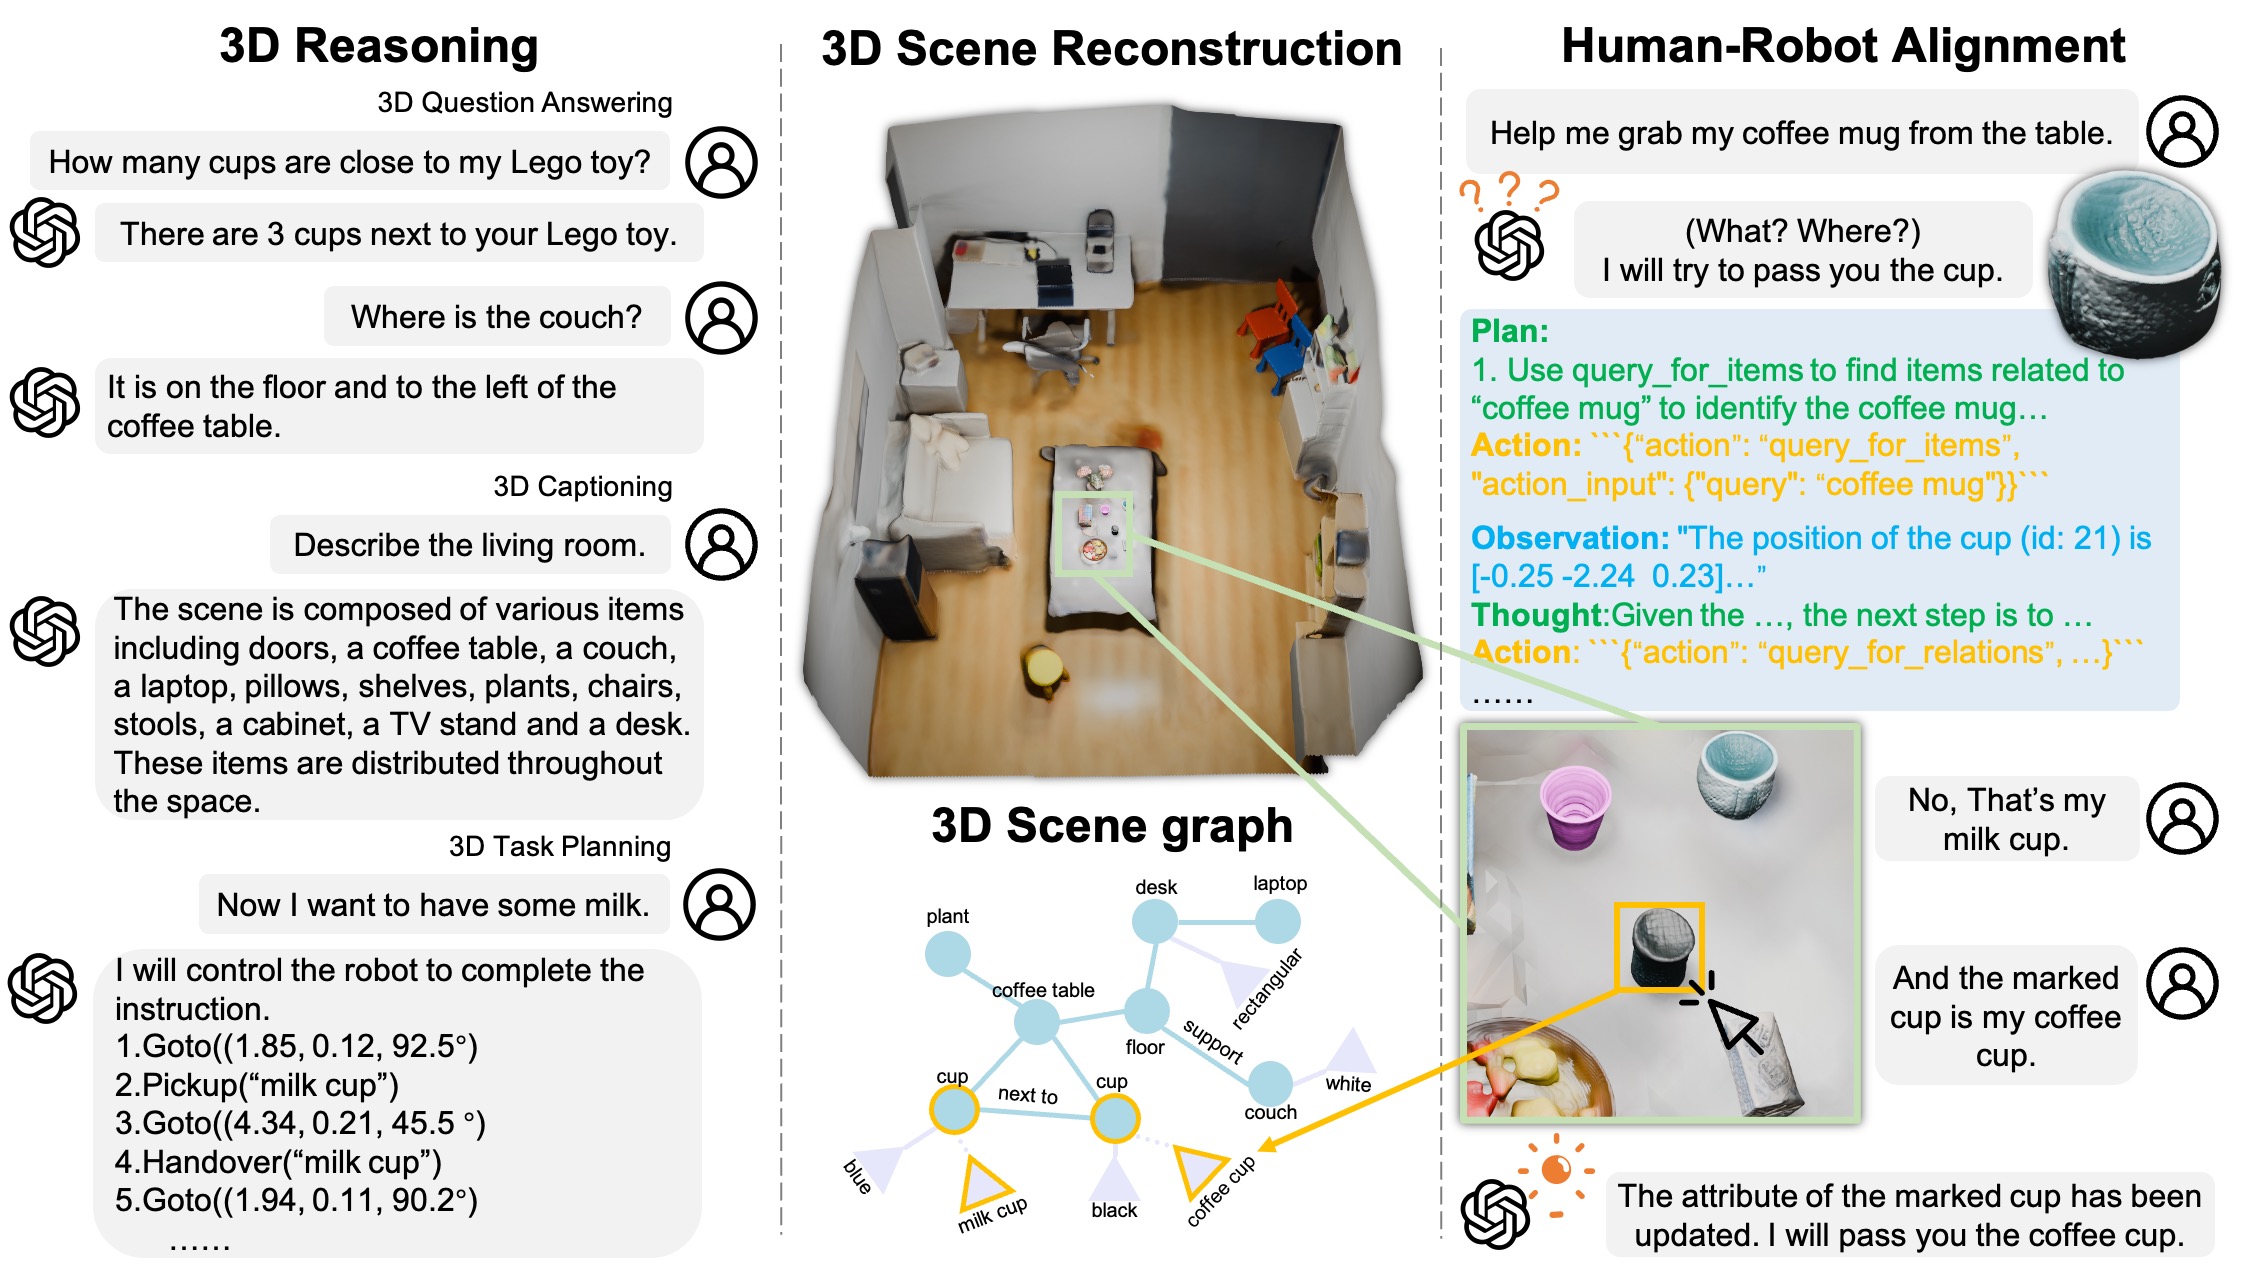 3D Reasoning
3D Question Answering
How many cups are close to my Lego toy?
There are 3 cups next to your Lego toy.
Where is the couch?
It is on the floor and to the left of the
coffee table.
3D Captioning
Describe the living room.
The scene is composed of various items
including doors, a coffee table, a couch,
a laptop, pillows, shelves, plants, chairs,
stools, a cabinet, a TV stand and a desk.
These items are distributed throughout
the space.
3D Task Planning
Now I want to have some milk.
I will control the robot to complete the
instruction.
1.Goto((1.85, 0.12, 92.5°)
2.Pickup(“milk cup”)
3.Goto((4.34, 0.21, 45.5 °)
4.Handover(“milk cup”)
5.Goto((1.94, 0.11, 90.2°)
……
3D Scene Reconstruction
3D Scene graph
desk
laptop
plant
coffee table
rectangular
floor
support
cup
next to
cup
white
couch
blue
milk cup
black
coffee cup
Human-Robot Alignment
Help me grab my coffee mug from the table.
? ? ?
(What? Where?)
I will try to pass you the cup.
Plan:
1. Use query_for_items to find items related to
“coffee mug” to identify the coffee mug…
Action: ```{“action”: “query_for_items”,
"action_input": {"query": “coffee mug"}}```
Observation: "The position of the cup (id: 21) is
[-0.25 -2.24  0.23]…”
Thought:Given the …, the next step is to …
Action: ```{“action”: “query_for_relations”, …}```
……
No, That’s my
milk cup.
And the marked
cup is my coffee
cup.
The attribute of the marked cup has been
updated. I will pass you the coffee cup.